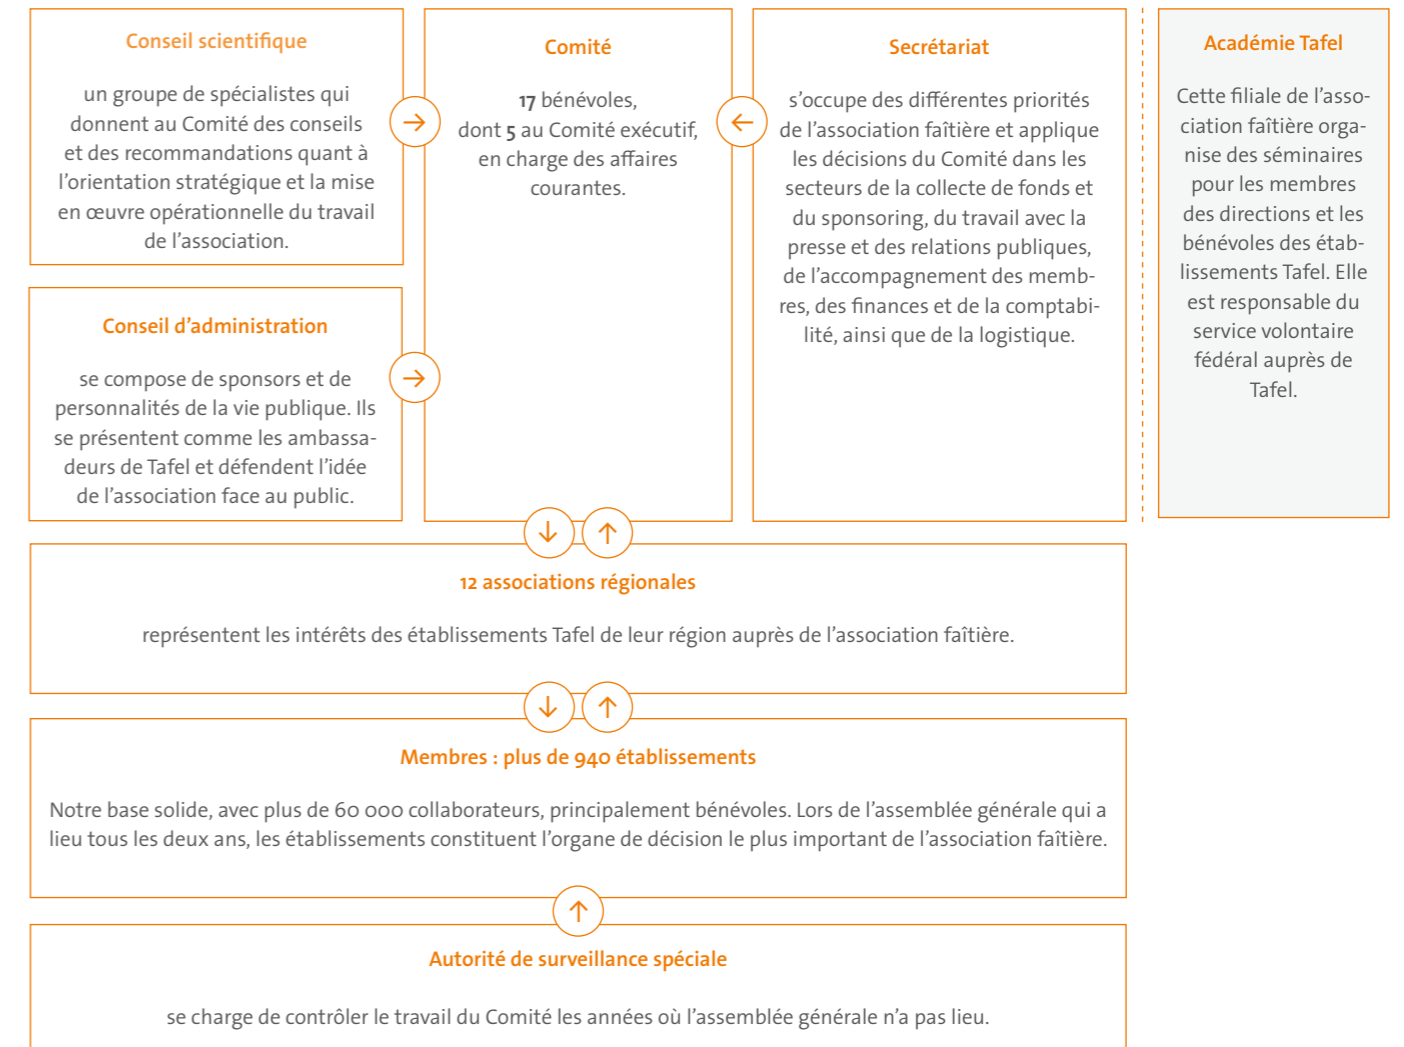 Conseil scientifique
un groupe de spécialistes qui
donnent au Comité des conseils
et des recommandations quant à
l’orientation stratégique et la mise
en œuvre opérationnelle du travail
de l’association.
Conseil d’administration
se compose de sponsors et de
personnalités de la vie publique. Ils
se présentent comme les ambassa-
deurs de Tafel et défendent l’idée
de l’association face au public.
Comité
17 bénévoles,
dont 5 au Comité exécutif,
en charge des affaires
courantes.
Secrétariat
s’occupe des différentes priorités
de l’association faîtière et applique
les décisions du Comité dans les
secteurs de la collecte de fonds et
du sponsoring, du travail avec la
presse et des relations publiques,
de l’accompagnement des memb-
res, des finances et de la comptabi-
lité, ainsi que de la logistique.
Académie Tafel
Cette filiale de l’asso-
ciation faîtière orga-
nise des séminaires
pour les membres
des directions et les
bénévoles des étab-
lissements Tafel. Elle
est responsable du
service volontaire
fédéral auprès de
Tafel.
12 associations régionales
représentent les intérêts des établissements Tafel de leur région auprès de l’association faîtière.
Membres : plus de 940 établissements
Notre base solide, avec plus de 60 000 collaborateurs, principalement bénévoles. Lors de l’assemblée générale qui a
lieu tous les deux ans, les établissements constituent l’organe de décision le plus important de l’association faîtière.
Autorité de surveillance spéciale
se charge de contrôler le travail du Comité les années où l’assemblée générale n’a pas lieu.